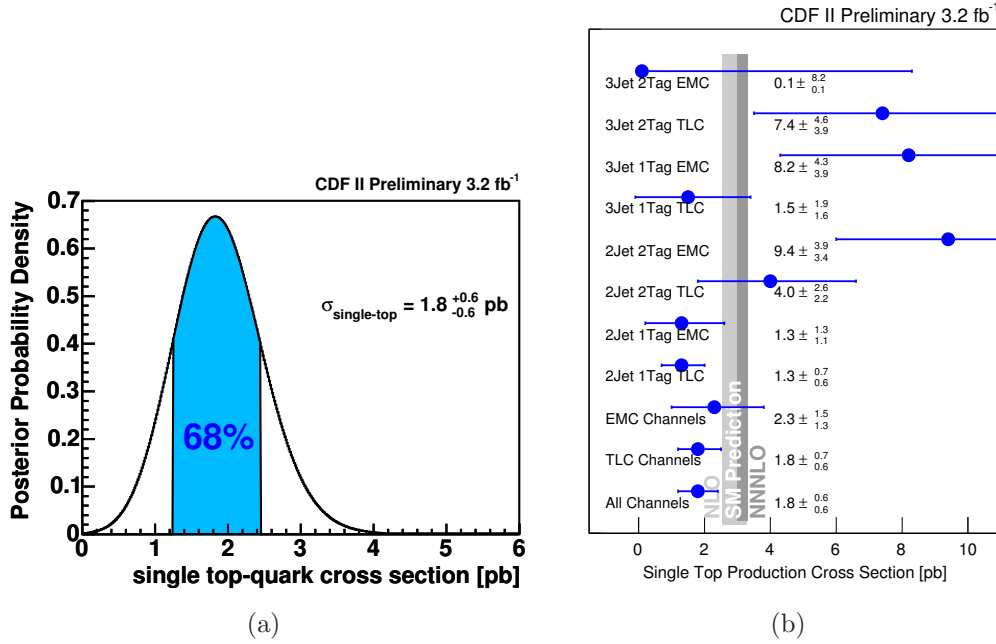 CDF II Preliminary 3.2 fb⁻¹
Posterior Probability Density
0.7
0.6
0.5
0.4
0.3
0.2
0.1
0
σsingle-top = 1.8 +0.6 -0.6 pb
68%
0 1 2 3 4 5 6
single top-quark cross section [pb]
(a)
CDF II Preliminary 3.2 fb⁻¹
3Jet 2Tag EMC 0.1 ± 8.2 0.1
3Jet 2Tag TLC 7.4 ± 4.6 3.9
3Jet 1Tag EMC 8.2 ± 4.3 3.9
3Jet 1Tag TLC 1.5 ± 1.9 1.6
2Jet 2Tag EMC 9.4 ± 3.9 3.4
2Jet 2Tag TLC 4.0 ± 2.6 2.2
2Jet 1Tag EMC 1.3 ± 1.3 1.1
2Jet 1Tag TLC 1.3 ± 0.7 0.6
EMC Channels 2.3 ± 1.5 1.3
TLC Channels 1.8 ± 0.7 0.6
All Channels 1.8 ± 0.6 0.6
NLO
SM Prediction
NNNLO
0 2 4 6 8 10
Single Top Production Cross Section [pb]
(b)